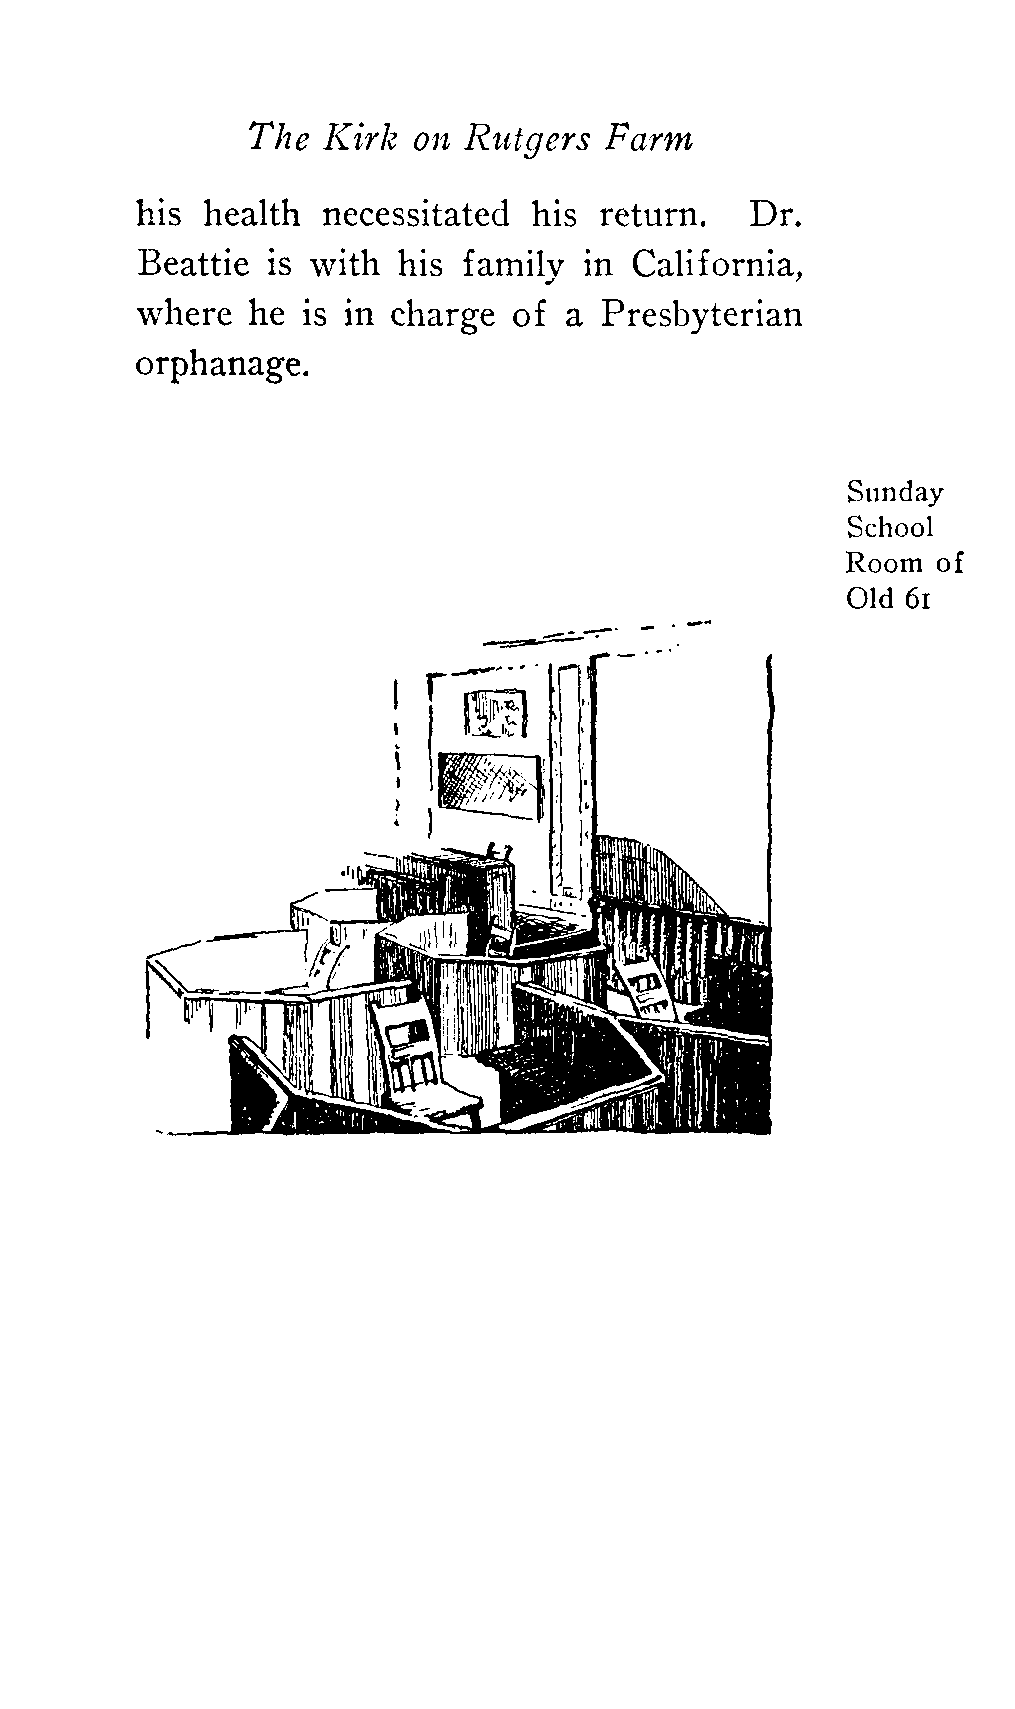 The Kirk on Rutgers Farm
his health necessitated his return. Dr.
Beattie is with his family in California,
where he is in charge of a Presbyterian
orphanage.
Sunday
School
Room of
Old 61